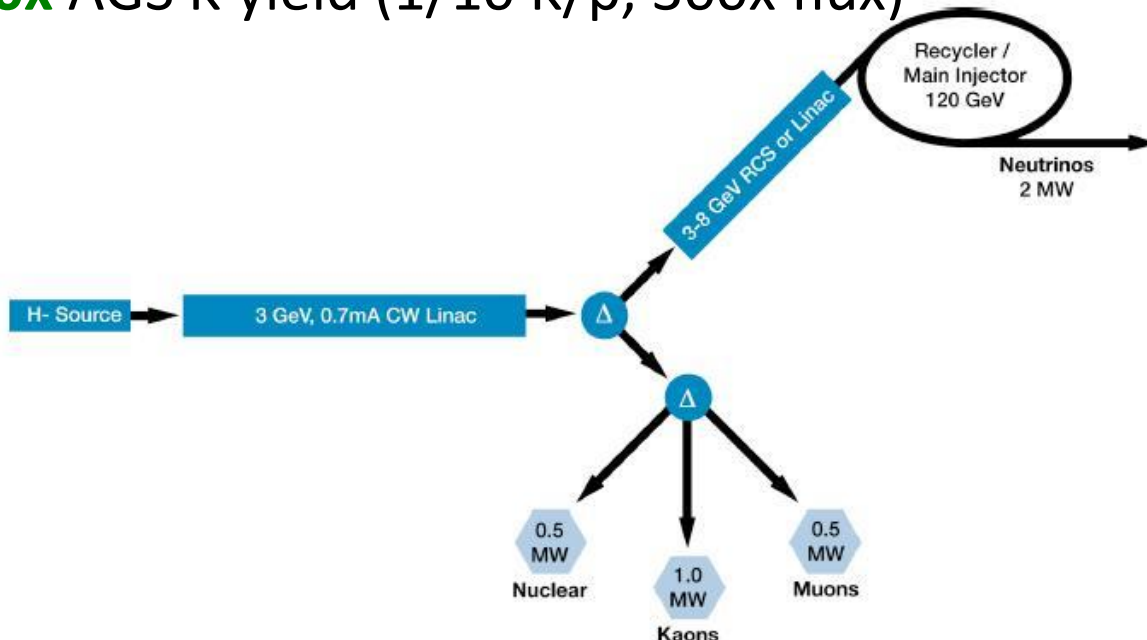 0x AGS K yield (1/10 K/p, 300x flux)
Recycler /
Main Injector
120 GeV
Neutrinos
2 MW
3-8 GeV RCS or Linac
H- Source
3 GeV, 0.7mA CW Linac
Δ
Δ
0.5
MW
Nuclear
1.0
MW
Kaons
0.5
MW
Muons